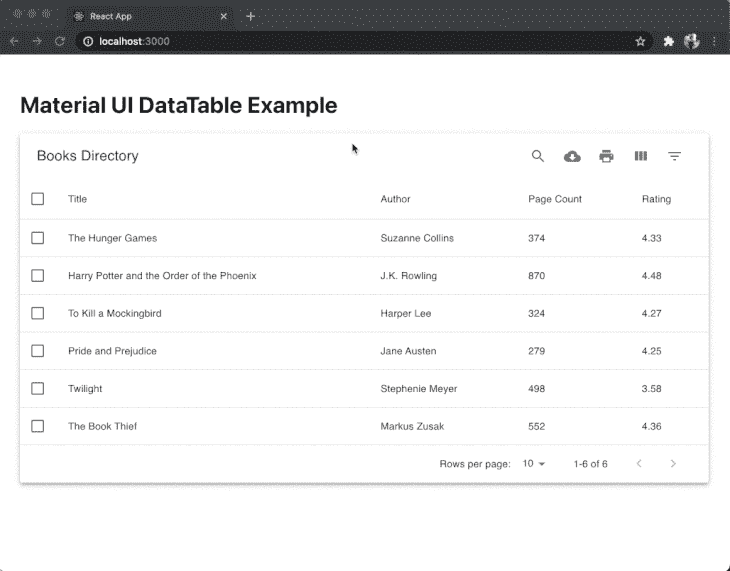 React App
localhost:3000
Material UI DataTable Example
Books Directory
Title Author Page Count Rating
The Hunger Games Suzanne Collins 374 4.33
Harry Potter and the Order of the Phoenix J.K. Rowling 870 4.48
To Kill a Mockingbird Harper Lee 324 4.27
Pride and Prejudice Jane Austen 279 4.25
Twilight Stephenie Meyer 498 3.58
The Book Thief Markus Zusak 552 4.36
Rows per page: 10 1-6 of 6